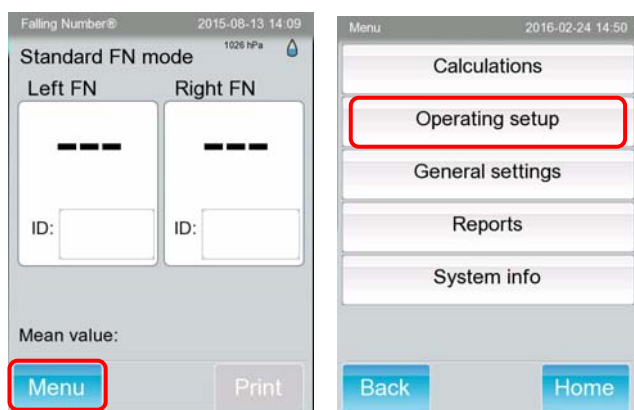 Falling Number® 2015-08-13 14:09
Standard FN mode 1026 hPa
Left FN Right FN
--- ---
ID: ID:
Mean value:
Menu Print
Menu 2016-02-24 14:50
Calculations
Operating setup
General settings
Reports
System info
Back Home